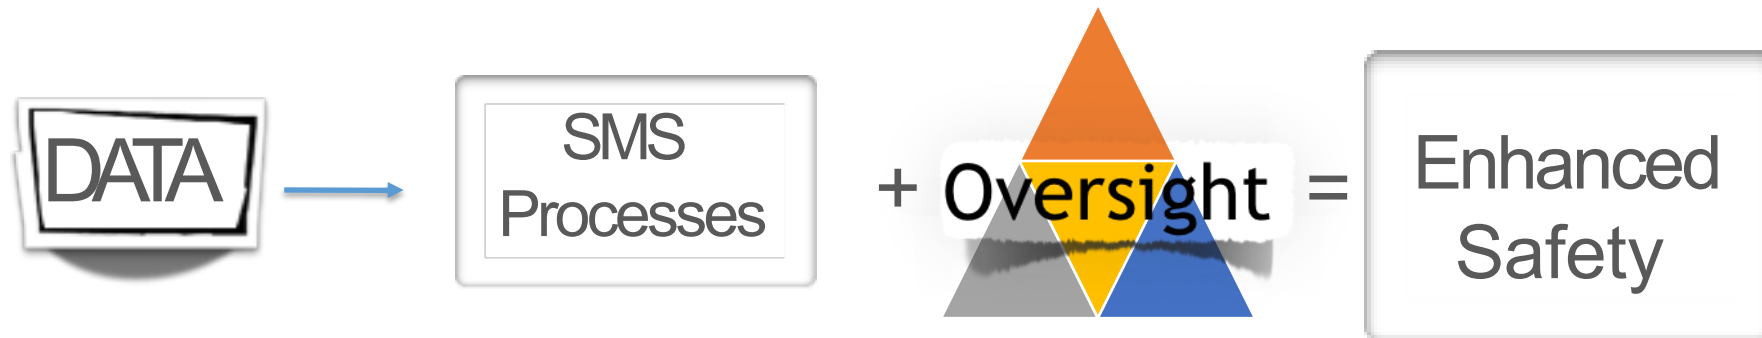 DATA
SMS
Processes
+
Oversight
=
Enhanced
Safety